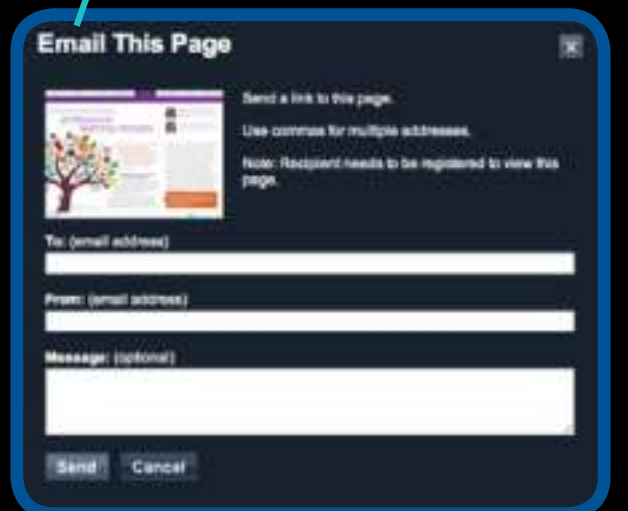 Email This Page
Send a link to this page.
Use commas for multiple addresses.
Note: Recipient needs to be registered to view this
page.
To: (email address)
From: (email address)
Message: (optional)
Send Cancel